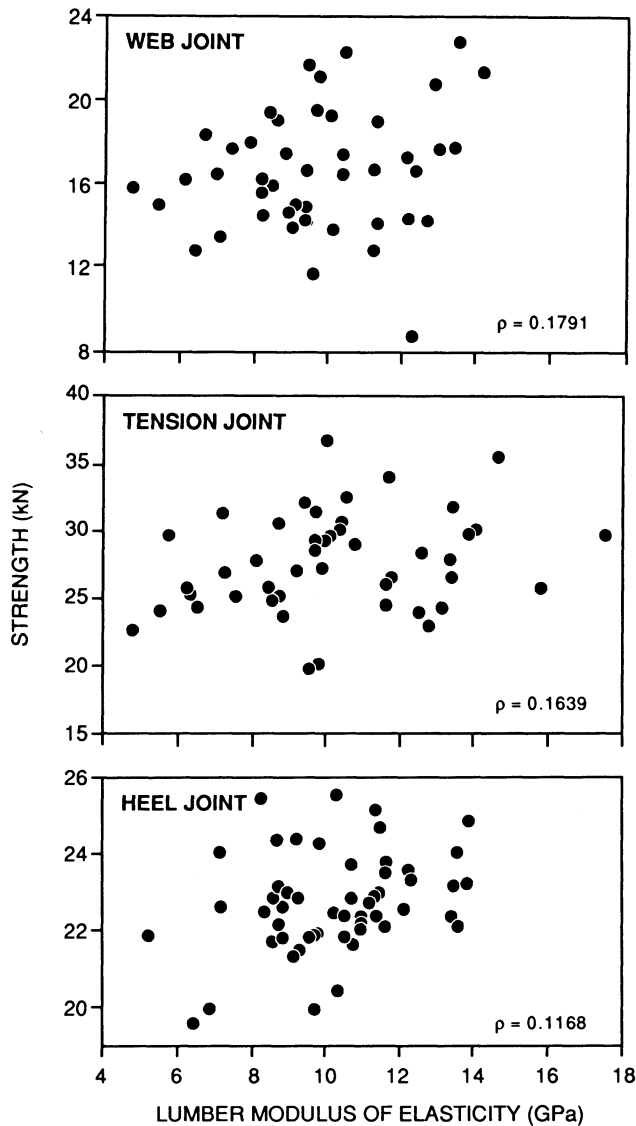 WEB JOINT
24
20
16
12
8
ρ = 0.1791
TENSION JOINT
40
35
30
25
20
15
ρ = 0.1639
STRENGTH (kN)
HEEL JOINT
26
24
22
20
ρ = 0.1168
4 6 8 10 12 14 16 18
LUMBER MODULUS OF ELASTICITY (GPa)